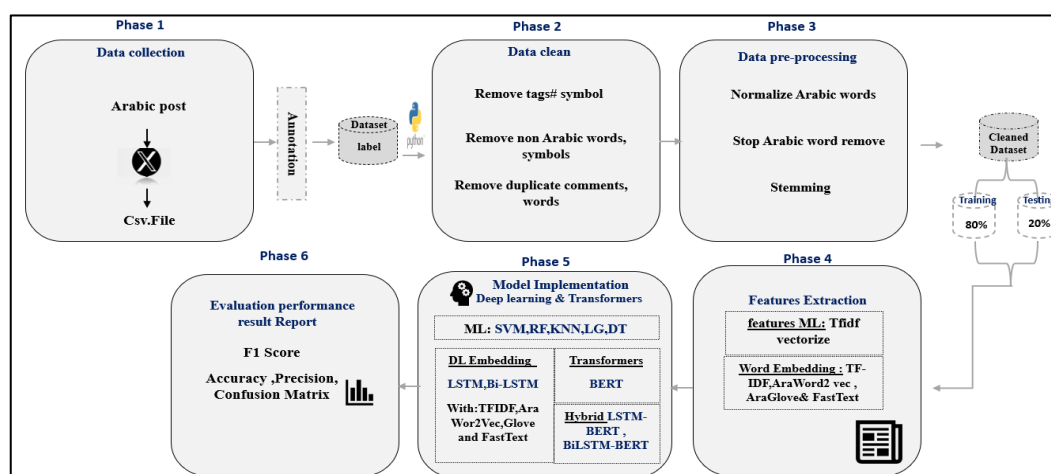 Phase 1
Data collection
Arabic post
X
Csv.File
Annotation
Dataset
label
python
Phase 2
Data clean
Remove tags# symbol
Remove non Arabic words,
symbols
Remove duplicate comments,
words
Phase 3
Data pre-processing
Normalize Arabic words
Stop Arabic word remove
Stemming
Cleaned
Dataset
Training
80%
Testing
20%
Phase 4
Features Extraction
features ML: Tfidf
vectorize
Word Embedding : TF-
IDF,AraWord2 vec ,
AraGlove& FastText
Phase 5
Model Implementation
Deep learning & Transformers
ML: SVM,RF,KNN,LG,DT
DL Embedding
LSTM,Bi-LSTM
With:TFIDF,Ara
Wor2Vec,Glove
and FastText
Transformers
BERT
Hybrid LSTM-
BERT ,
BiLSTM-BERT
Phase 6
Evaluation performance
result Report
F1 Score
Accuracy ,Precision,
Confusion Matrix